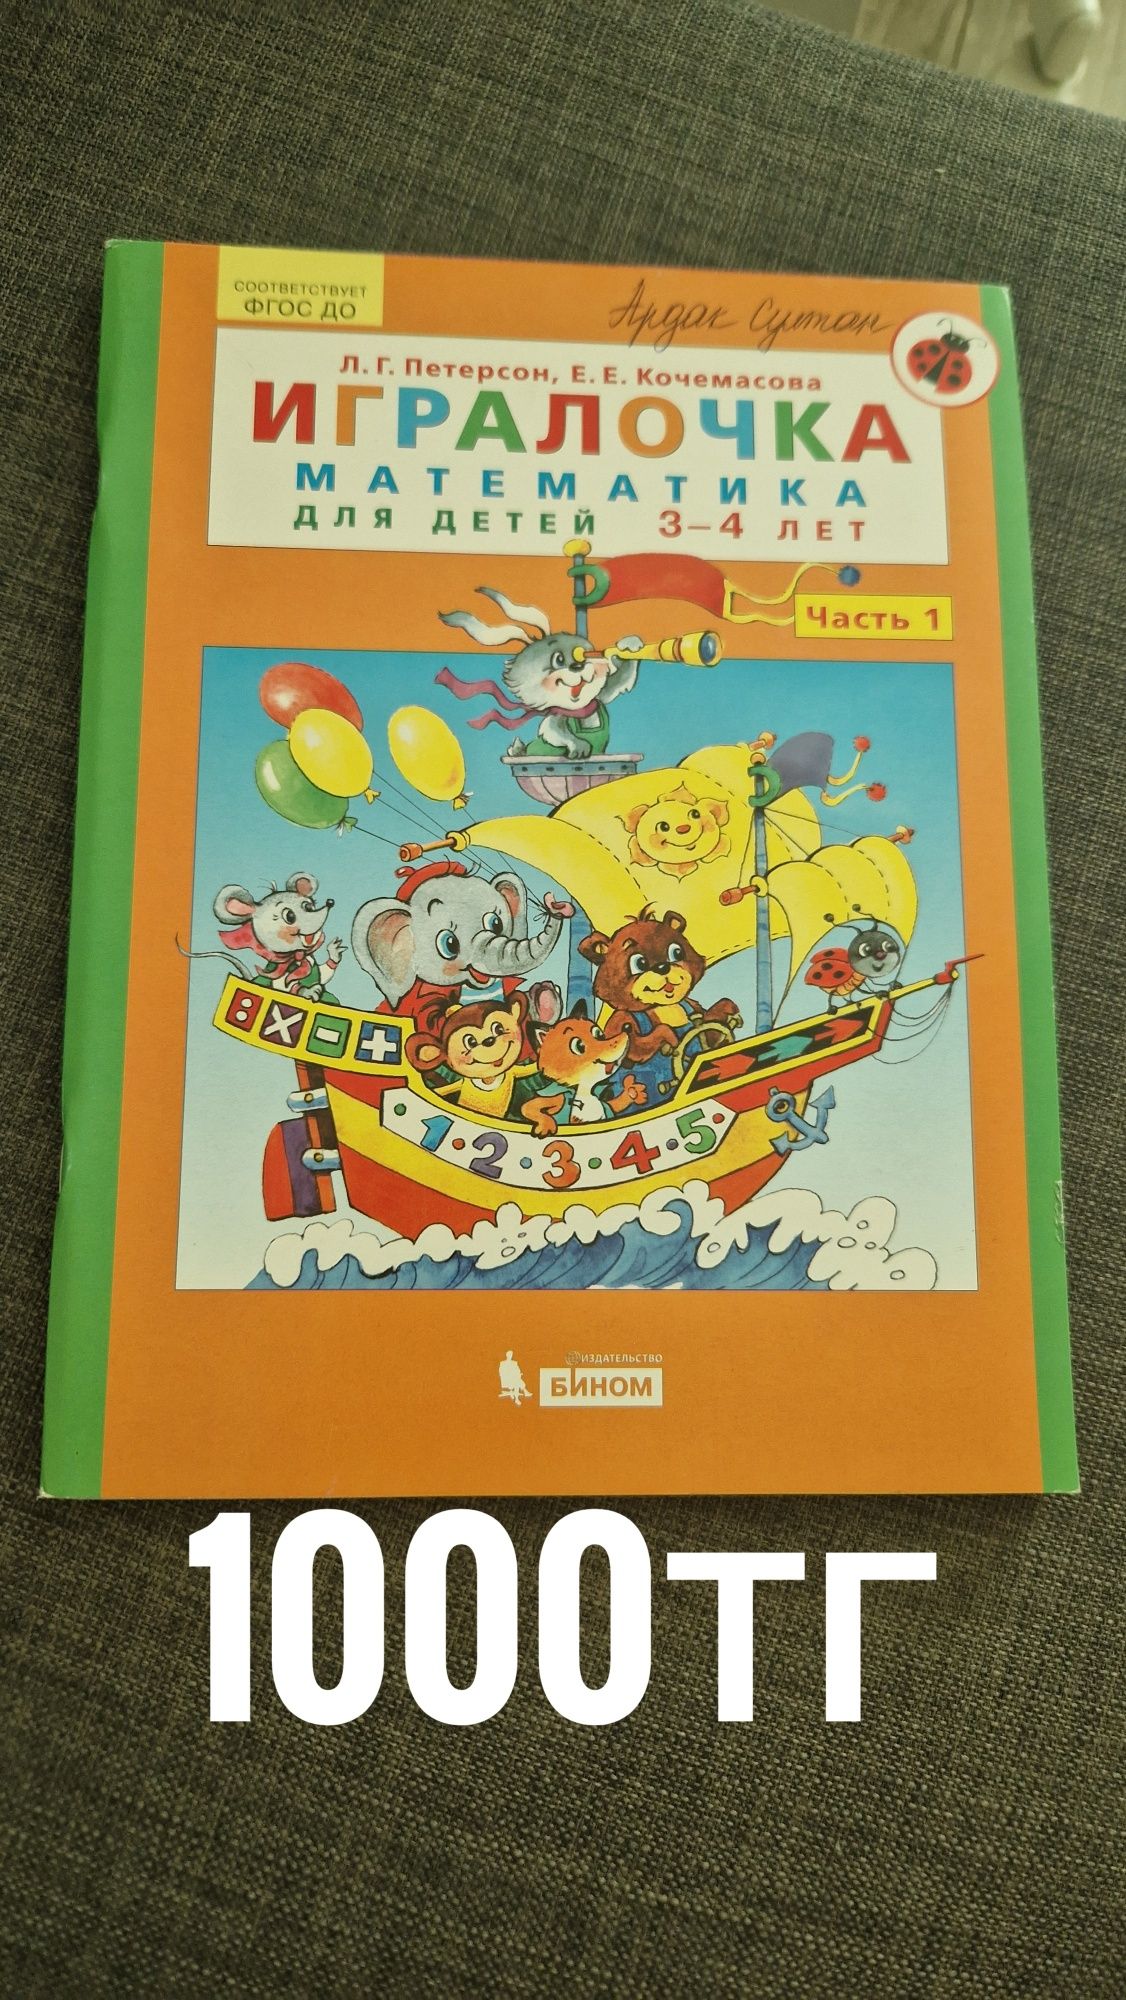 СООТВЕТСТВУЕТ
ФГОС ДО
Ардак Султан
Л. Г. Петерсон, Е. Е. Кочемасова
ИГРАЛОЧКА
МАТЕМАТИКА
ДЛЯ ДЕТЕЙ 3–4 ЛЕТ
Часть 1
: × − +
· 1 · 2 · 3 · 4 · 5 ·
ИЗДАТЕЛЬСТВО
БИНОМ
1000ТГ